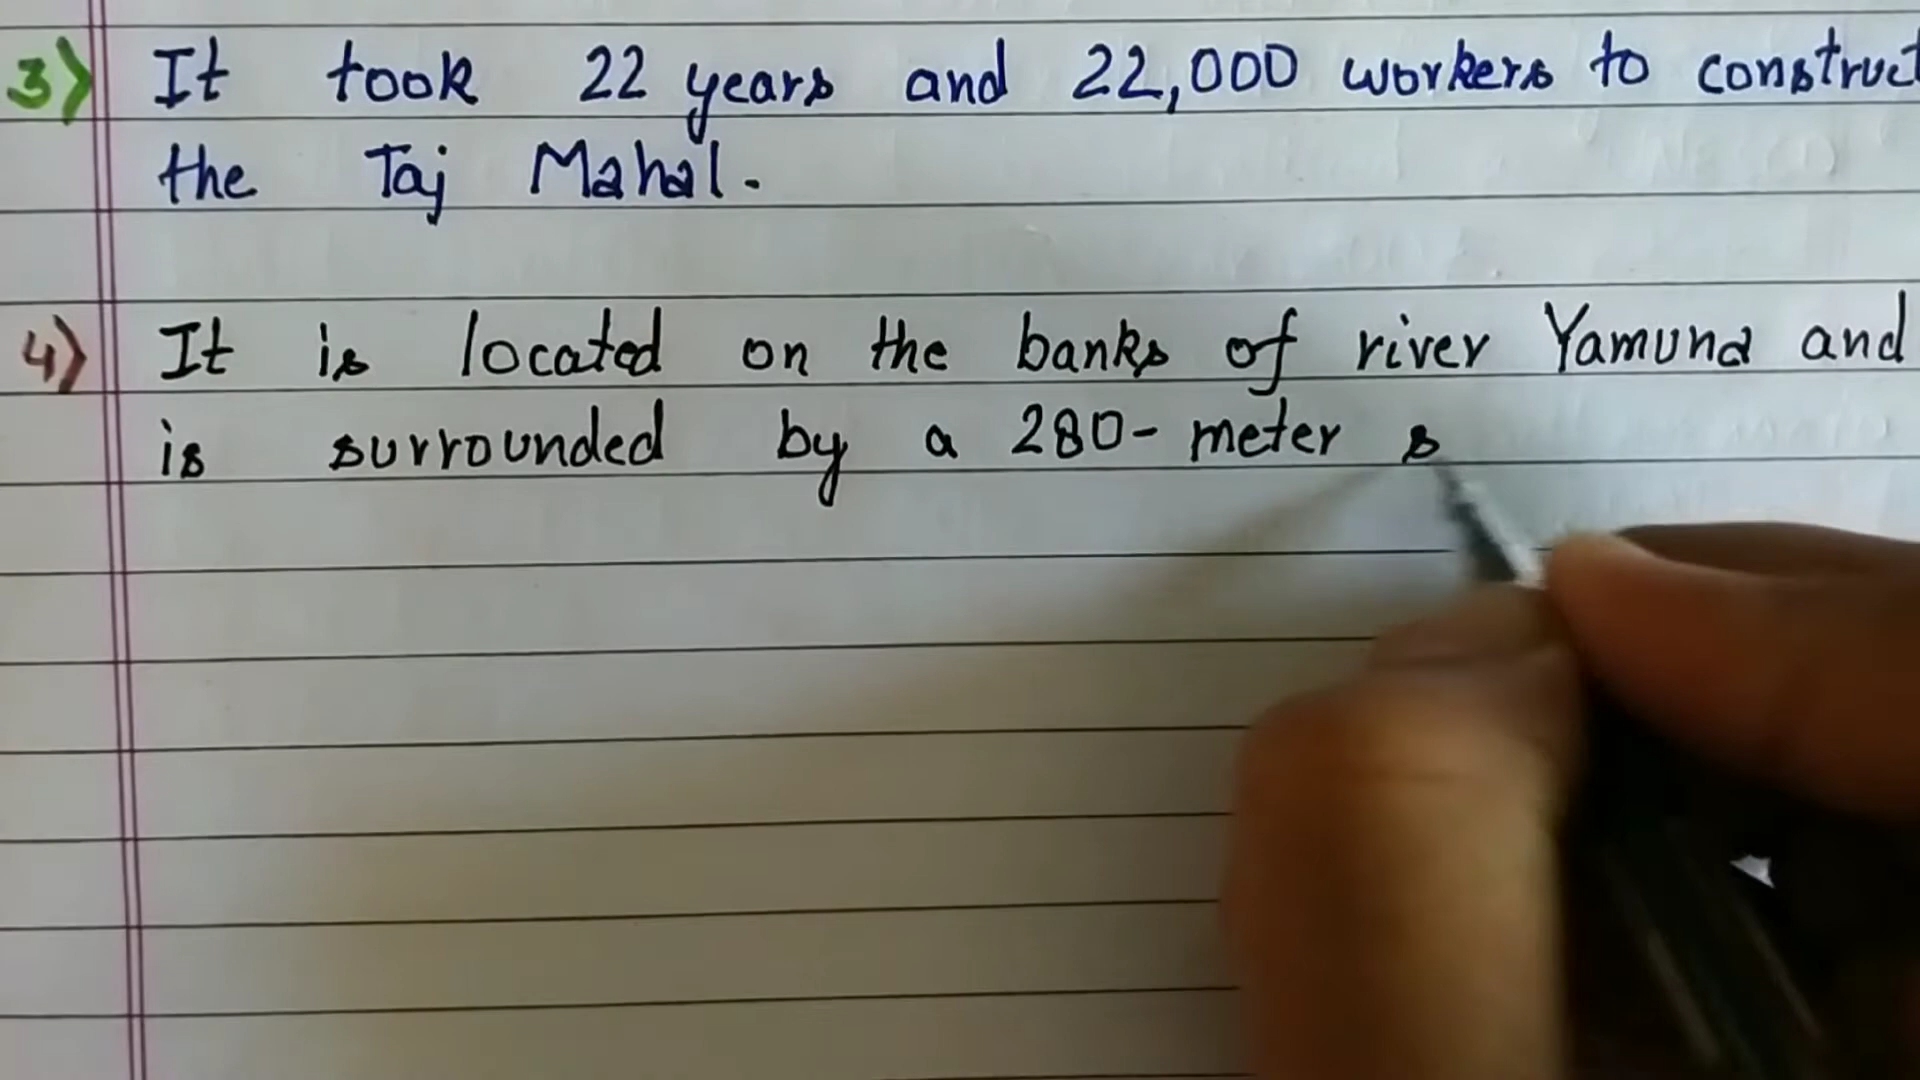 3) It took 22 years and 22,000 workers to construct
the Taj Mahal.
4) It is located on the banks of river Yamuna and
is surrounded by a 280- meter s